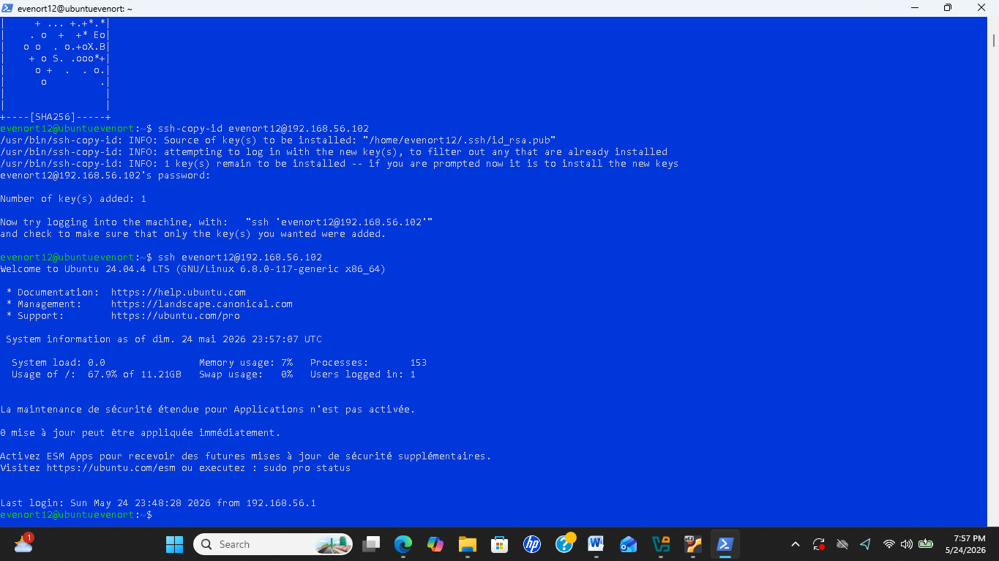 evenort12@ubuntuevenort: ~
|     + ... +.+*.*|
|    . o  +  +* Eo|
|   o o  . o.+oX.B|
|    + o S. .ooo*+|
|     o +  .  . o.|
|      o         .|
|                 |
|                 |
+----[SHA256]-----+
evenort12@ubuntuevenort:~$ ssh-copy-id evenort12@192.168.56.102
/usr/bin/ssh-copy-id: INFO: Source of key(s) to be installed: "/home/evenort12/.ssh/id_rsa.pub"
/usr/bin/ssh-copy-id: INFO: attempting to log in with the new key(s), to filter out any that are already installed
/usr/bin/ssh-copy-id: INFO: 1 key(s) remain to be installed -- if you are prompted now it is to install the new keys
evenort12@192.168.56.102's password:
Number of key(s) added: 1
Now try logging into the machine, with:   "ssh 'evenort12@192.168.56.102'"
and check to make sure that only the key(s) you wanted were added.
evenort12@ubuntuevenort:~$ ssh evenort12@192.168.56.102
Welcome to Ubuntu 24.04.4 LTS (GNU/Linux 6.8.0-117-generic x86_64)
 * Documentation:  https://help.ubuntu.com
 * Management:     https://landscape.canonical.com
 * Support:        https://ubuntu.com/pro
 System information as of dim. 24 mai 2026 23:57:07 UTC
  System load: 0.0                Memory usage: 7%   Processes:       153
  Usage of /:  67.9% of 11.21GB   Swap usage:   0%   Users logged in: 1
La maintenance de sécurité étendue pour Applications n'est pas activée.
0 mise à jour peut être appliquée immédiatement.
Activez ESM Apps pour recevoir des futures mises à jour de sécurité supplémentaires.
Visitez https://ubuntu.com/esm ou executez : sudo pro status
Last login: Sun May 24 23:48:28 2026 from 192.168.56.1
evenort12@ubuntuevenort:~$
1
Search
7:57 PM
5/24/2026